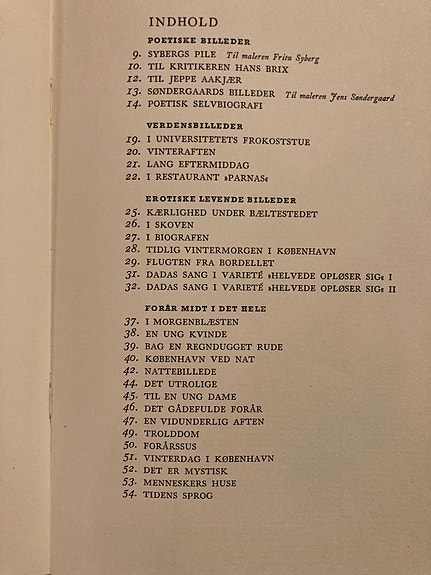 INDHOLD
POETISKE BILLEDER
9. SYBERGS PILE Til maleren Fritz Syberg
10. TIL KRITIKEREN HANS BRIX
12. TIL JEPPE AAKJÆR
13. SØNDERGAARDS BILLEDER Til maleren Jens Søndergaard
14. POETISK SELVBIOGRAFI
VERDENSBILLEDER
19. I UNIVERSITETETS FROKOSTSTUE
20. VINTERAFTEN
21. LANG EFTERMIDDAG
22. I RESTAURANT »PARNAS«
EROTISKE LEVENDE BILLEDER
25. KÆRLIGHED UNDER BÆLTESTEDET
26. I SKOVEN
27. I BIOGRAFEN
28. TIDLIG VINTERMORGEN I KØBENHAVN
29. FLUGTEN FRA BORDELLET
31. DADAS SANG I VARIETÉ »HELVEDE OPLØSER SIG« I
32. DADAS SANG I VARIETÉ »HELVEDE OPLØSER SIG« II
FORÅR MIDT I DET HELE
37. I MORGENBLÆSTEN
38. EN UNG KVINDE
39. BAG EN REGNDUGGET RUDE
40. KØBENHAVN VED NAT
42. NATTEBILLEDE
44. DET UTROLIGE
45. TIL EN UNG DAME
46. DET GÅDEFULDE FORÅR
47. EN VIDUNDERLIG AFTEN
49. TROLDDOM
50. FORÅRSSUS
51. VINTERDAG I KØBENHAVN
52. DET ER MYSTISK
53. MENNESKERS HUSE
54. TIDENS SPROG